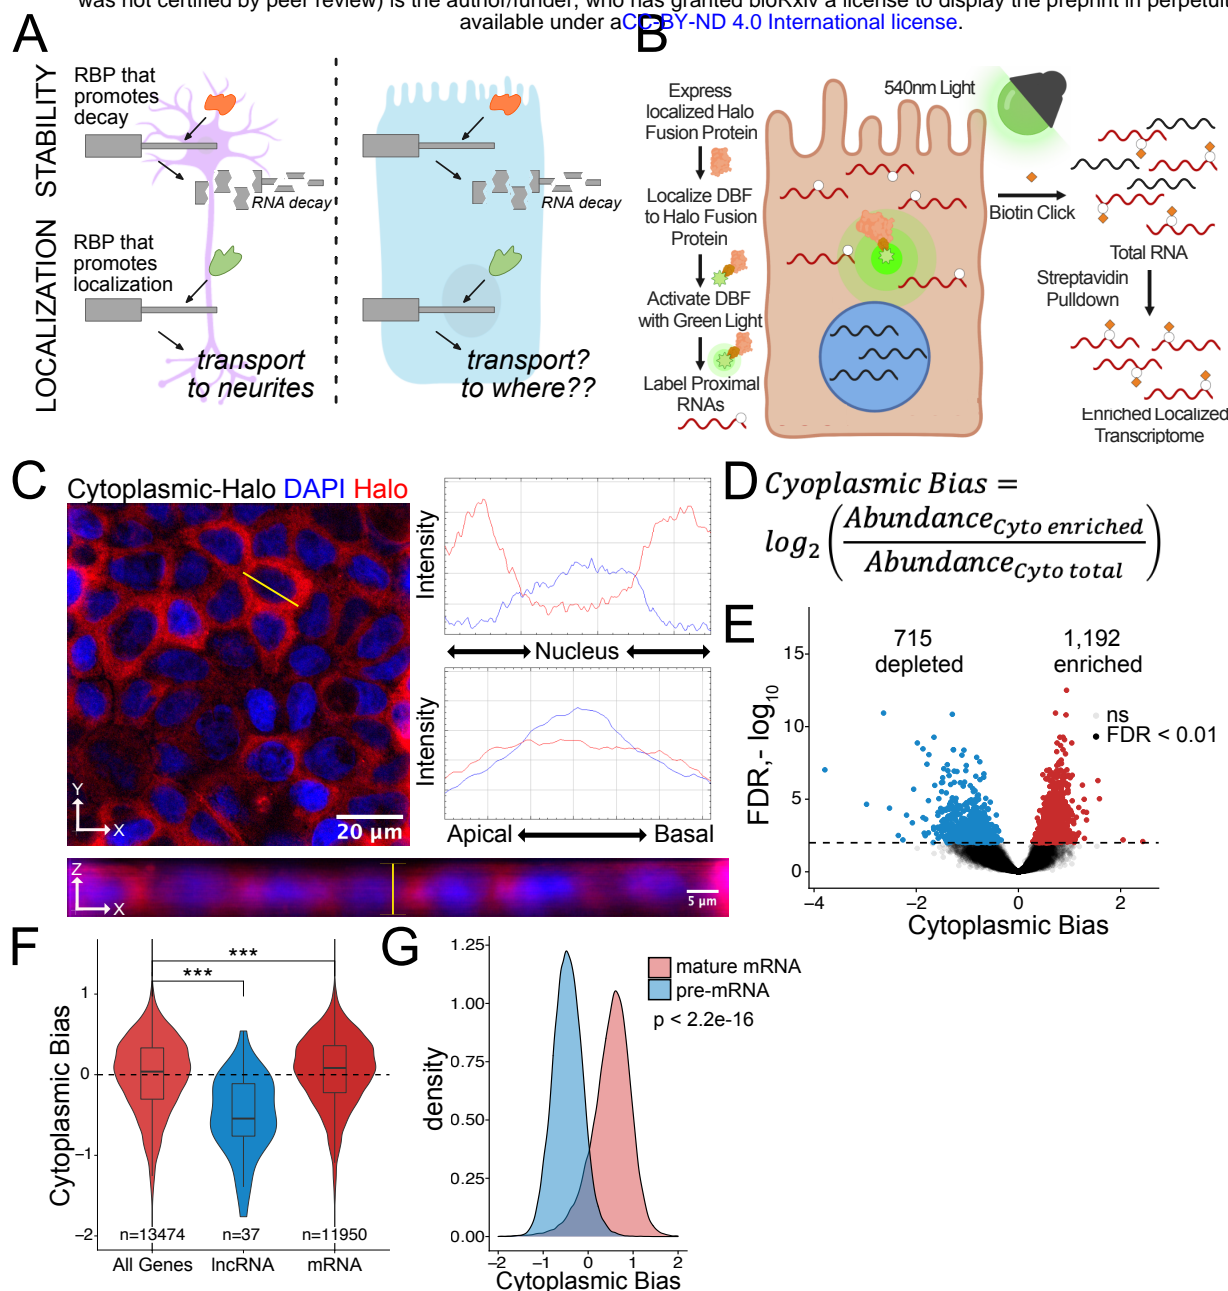 was not certified by peer review) is the author/funder, who has granted bioRxiv a license to display the preprint in
available under aCC-BY-ND 4.0 International license.
A
STABILITY
LOCALIZATION
RBP that
promotes
decay
RNA decay
RNA decay
RBP that
promotes
localization
transport
to neurites
transport?
to where??
B
Express
localized Halo
Fusion Protein
Localize DBF
to Halo Fusion
Protein
Activate DBF
with Green Light
Label Proximal
RNAs
540nm Light
Biotin Click
Total RNA
Streptavidin
Pulldown
Enriched Localized
Transcriptome
C
Cytoplasmic-Halo DAPI Halo
Y
X
20 µm
Intensity
Nucleus
Intensity
Apical
Basal
Z
X
5 µm
D
Cyoplasmic Bias =
log2 (Abundance Cyto enriched
Abundance Cyto total)
E
715
depleted
1,192
enriched
ns
FDR < 0.01
FDR,- log10
15
10
5
0
−4
−2
0
2
Cytoplasmic Bias
F
Cytoplasmic Bias
***
***
1
0
−1
−2
n=13474
n=37
n=11950
All Genes
lncRNA
mRNA
G
density
1.25
1.00
0.75
0.50
0.25
0.00
mature mRNA
pre-mRNA
p < 2.2e-16
−2
−1
0
1
2
Cytoplasmic Bias